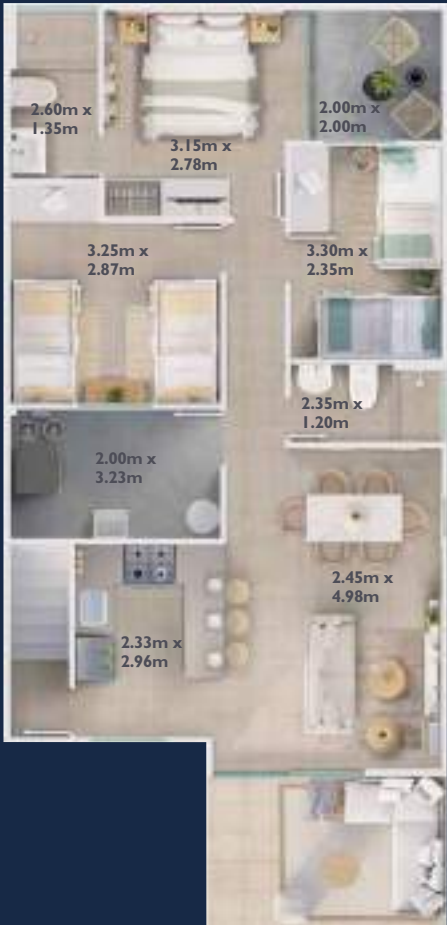 2.60m x
1.35m
2.00m x
2.00m
3.15m x
2.78m
3.25m x
2.87m
3.30m x
2.35m
2.35m x
1.20m
2.00m x
3.23m
2.45m x
4.98m
2.33m x
2.96m